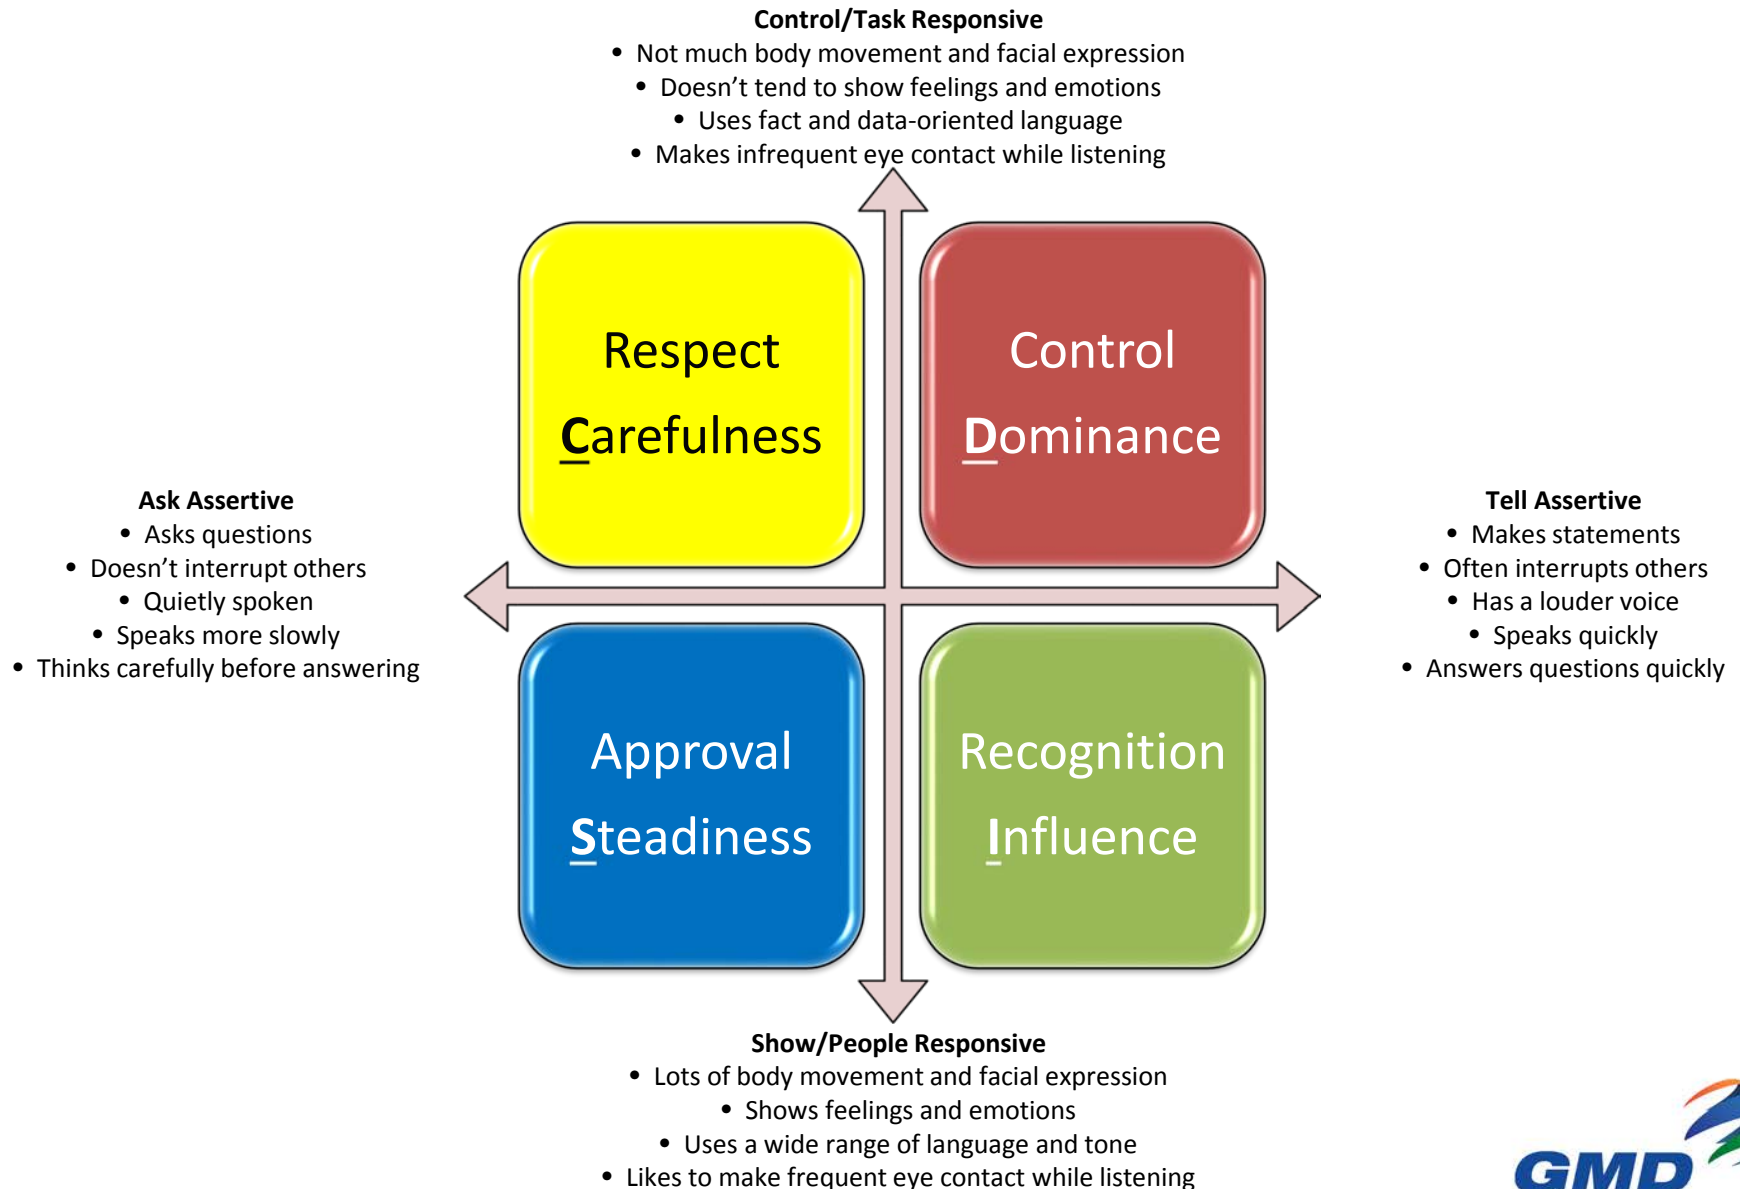 Control/Task Responsive
• Not much body movement and facial expression
• Doesn’t tend to show feelings and emotions
• Uses fact and data-oriented language
• Makes infrequent eye contact while listening
Respect
Carefulness
Control
Dominance
Ask Assertive
• Asks questions
• Doesn’t interrupt others
• Quietly spoken
• Speaks more slowly
• Thinks carefully before answering
Tell Assertive
• Makes statements
• Often interrupts others
• Has a louder voice
• Speaks quickly
• Answers questions quickly
Approval
Steadiness
Recognition
Influence
Show/People Responsive
• Lots of body movement and facial expression
• Shows feelings and emotions
• Uses a wide range of language and tone
• Likes to make frequent eye contact while listening
GMD